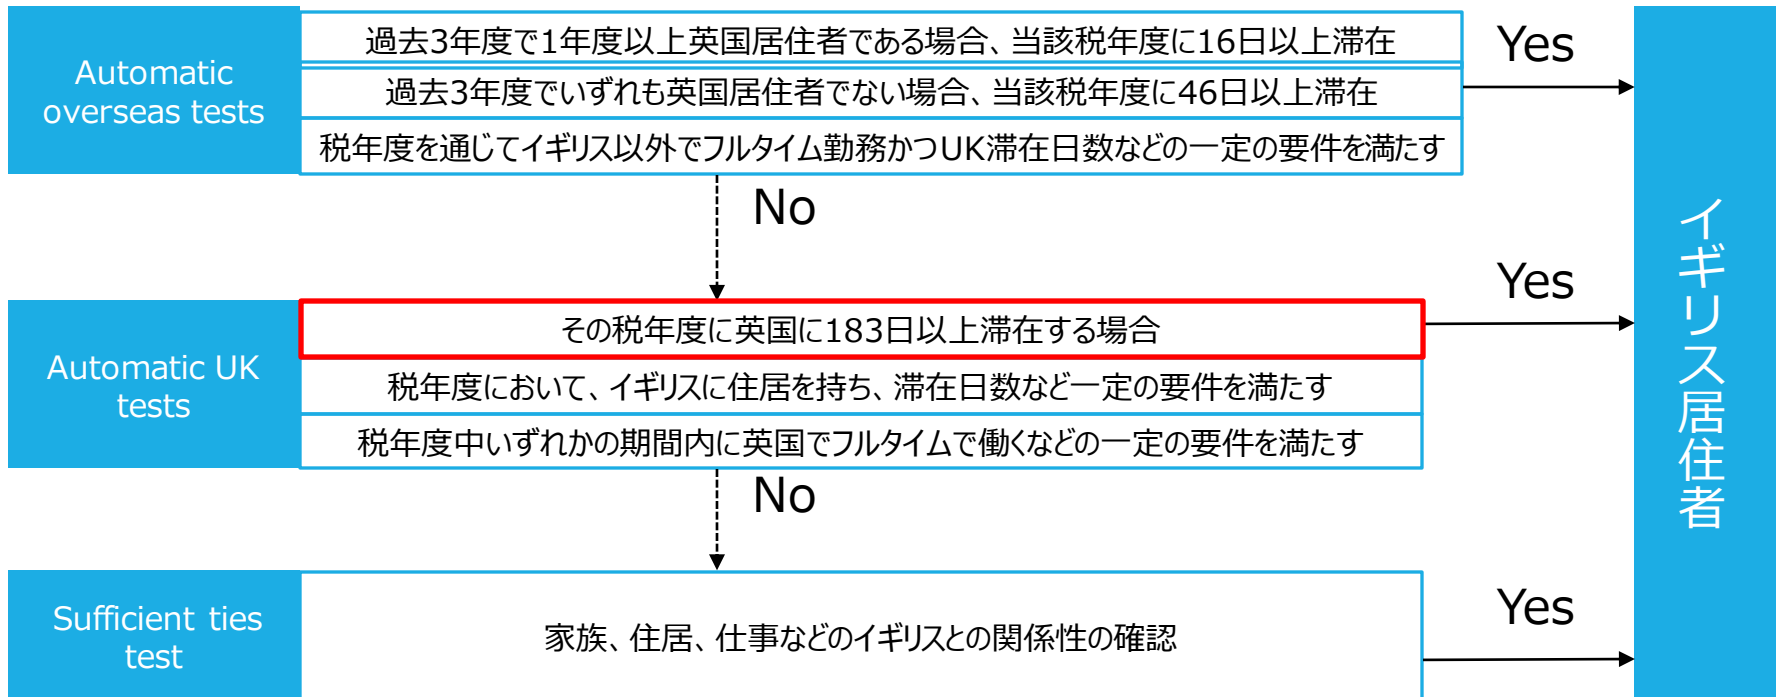 Automatic
overseas tests
過去3年度で1年度以上英国居住者である場合、当該税年度に16日以上滞在
過去3年度でいずれも英国居住者でない場合、当該税年度に46日以上滞在
税年度を通じてイギリス以外でフルタイム勤務かつUK滞在日数などの一定の要件を満たす
Yes
No
Automatic UK
tests
その税年度に英国に183日以上滞在する場合
税年度において、イギリスに住居を持ち、滞在日数など一定の要件を満たす
税年度中いずれかの期間内に英国でフルタイムで働くなどの一定の要件を満たす
Yes
No
Sufficient ties
test
家族、住居、仕事などのイギリスとの関係性の確認
Yes
イギリス居住者